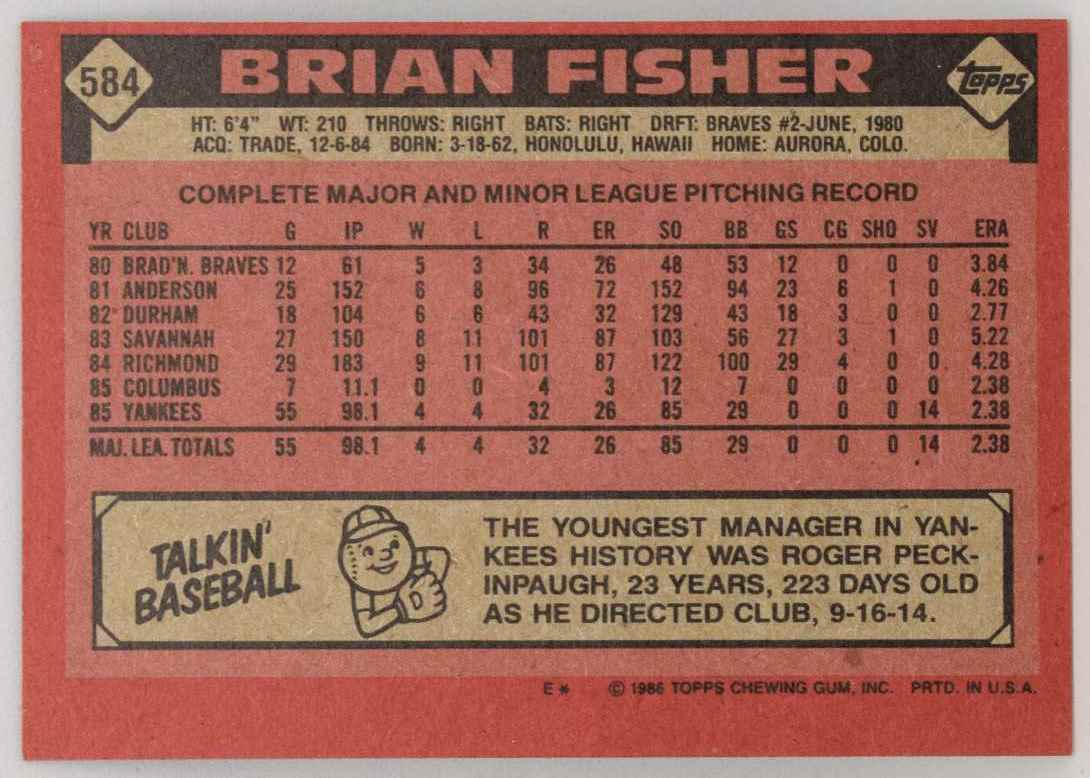 584 BRIAN FISHER Topps
HT: 6'4" WT: 210 THROWS: RIGHT BATS: RIGHT DRFT: BRAVES #2-JUNE, 1980
ACQ: TRADE, 12-6-84 BORN: 3-18-62, HONOLULU, HAWAII HOME: AURORA, COLO.
COMPLETE MAJOR AND MINOR LEAGUE PITCHING RECORD
YR CLUB G IP W L R ER SO BB GS CG SHO SV ERA
80 BRAD'N. BRAVES 12 61 5 3 34 26 48 53 12 0 0 0 3.84
81 ANDERSON 25 152 6 8 96 72 152 94 23 6 1 0 4.26
82 DURHAM 18 104 6 6 43 32 129 43 18 3 0 0 2.77
83 SAVANNAH 27 150 8 11 101 87 103 56 27 3 1 0 5.22
84 RICHMOND 29 183 9 11 101 87 122 100 29 4 0 0 4.28
85 COLUMBUS 7 11.1 0 0 4 3 12 7 0 0 0 0 2.38
85 YANKEES 55 98.1 4 4 32 26 85 29 0 0 0 14 2.38
MAJ. LEA. TOTALS 55 98.1 4 4 32 26 85 29 0 0 0 14 2.38
TALKIN'
BASEBALL
THE YOUNGEST MANAGER IN YAN-
KEES HISTORY WAS ROGER PECK-
INPAUGH, 23 YEARS, 223 DAYS OLD
AS HE DIRECTED CLUB, 9-16-14.
E* © 1986 TOPPS CHEWING GUM, INC. PRTD. IN U.S.A.